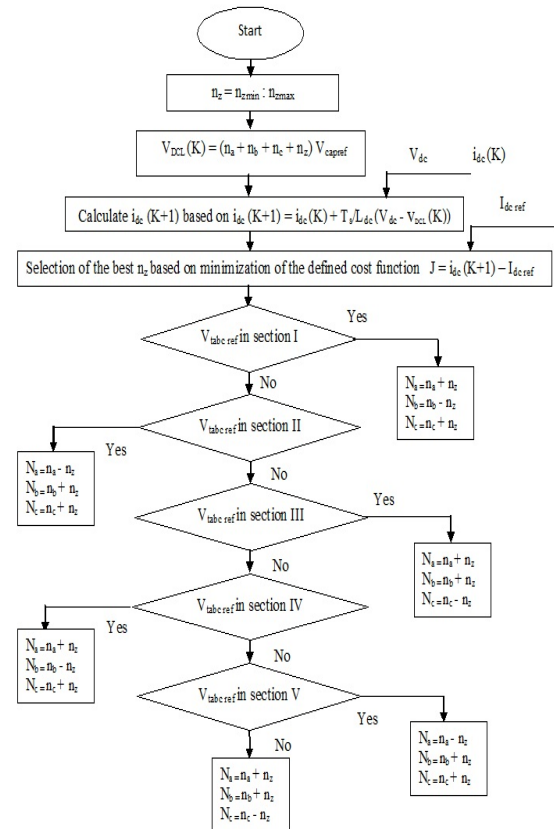 Start
n_z = n_zmin : n_zmax
V_DCL(K) = (n_a + n_b + n_c + n_z) V_capref
V_dc i_dc(K)
Calculate i_dc (K+1) based on i_dc (K+1) = i_dc(K) + T_s/L_dc(V_dc - v_DCL(K))
I_dc ref
Selection of the best n_z based on minimization of the defined cost function J = i_dc(K+1) – I_dc ref
V_tabc ref in section I
Yes
N_a=n_a + n_z
N_b=n_b - n_z
N_c=n_c + n_z
No
V_tabc ref in section II
Yes
N_a=n_a - n_z
N_b=n_b + n_z
N_c=n_c + n_z
No
V_tabc ref in section III
Yes
N_a=n_a + n_z
N_b=n_b + n_z
N_c=n_c - n_z
No
V_tabc ref in section IV
Yes
N_a=n_a + n_z
N_b=n_b - n_z
N_c=n_c + n_z
No
V_tabc ref in section V
Yes
N_a=n_a - n_z
N_b=n_b + n_z
N_c=n_c + n_z
No
N_a=n_a + n_z
N_b=n_b + n_z
N_c=n_c - n_z